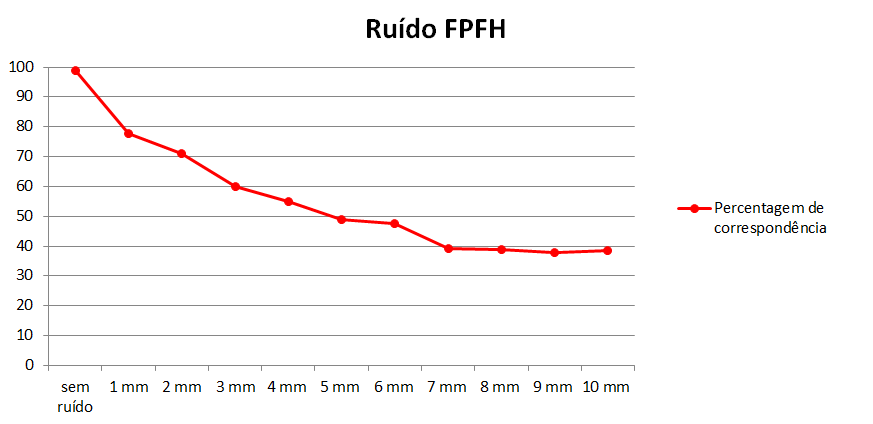 Ruído FPFH
100
90
80
70
60
50
40
30
20
10
0
sem ruído
1 mm
2 mm
3 mm
4 mm
5 mm
6 mm
7 mm
8 mm
9 mm
10 mm
Percentagem de
correspondência